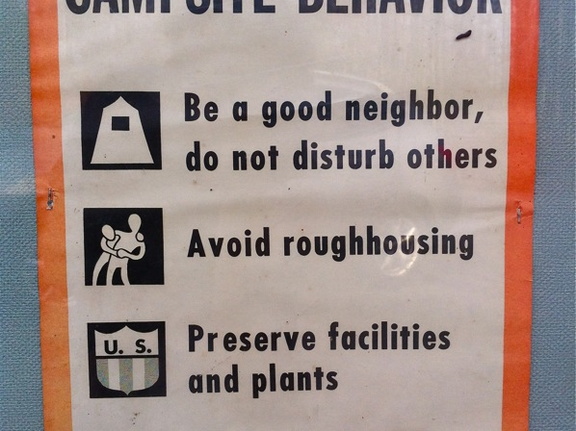 CAMPSITE BEHAVIOR
Be a good neighbor,
do not disturb others
Avoid roughhousing
U. S.
Preserve facilities
and plants